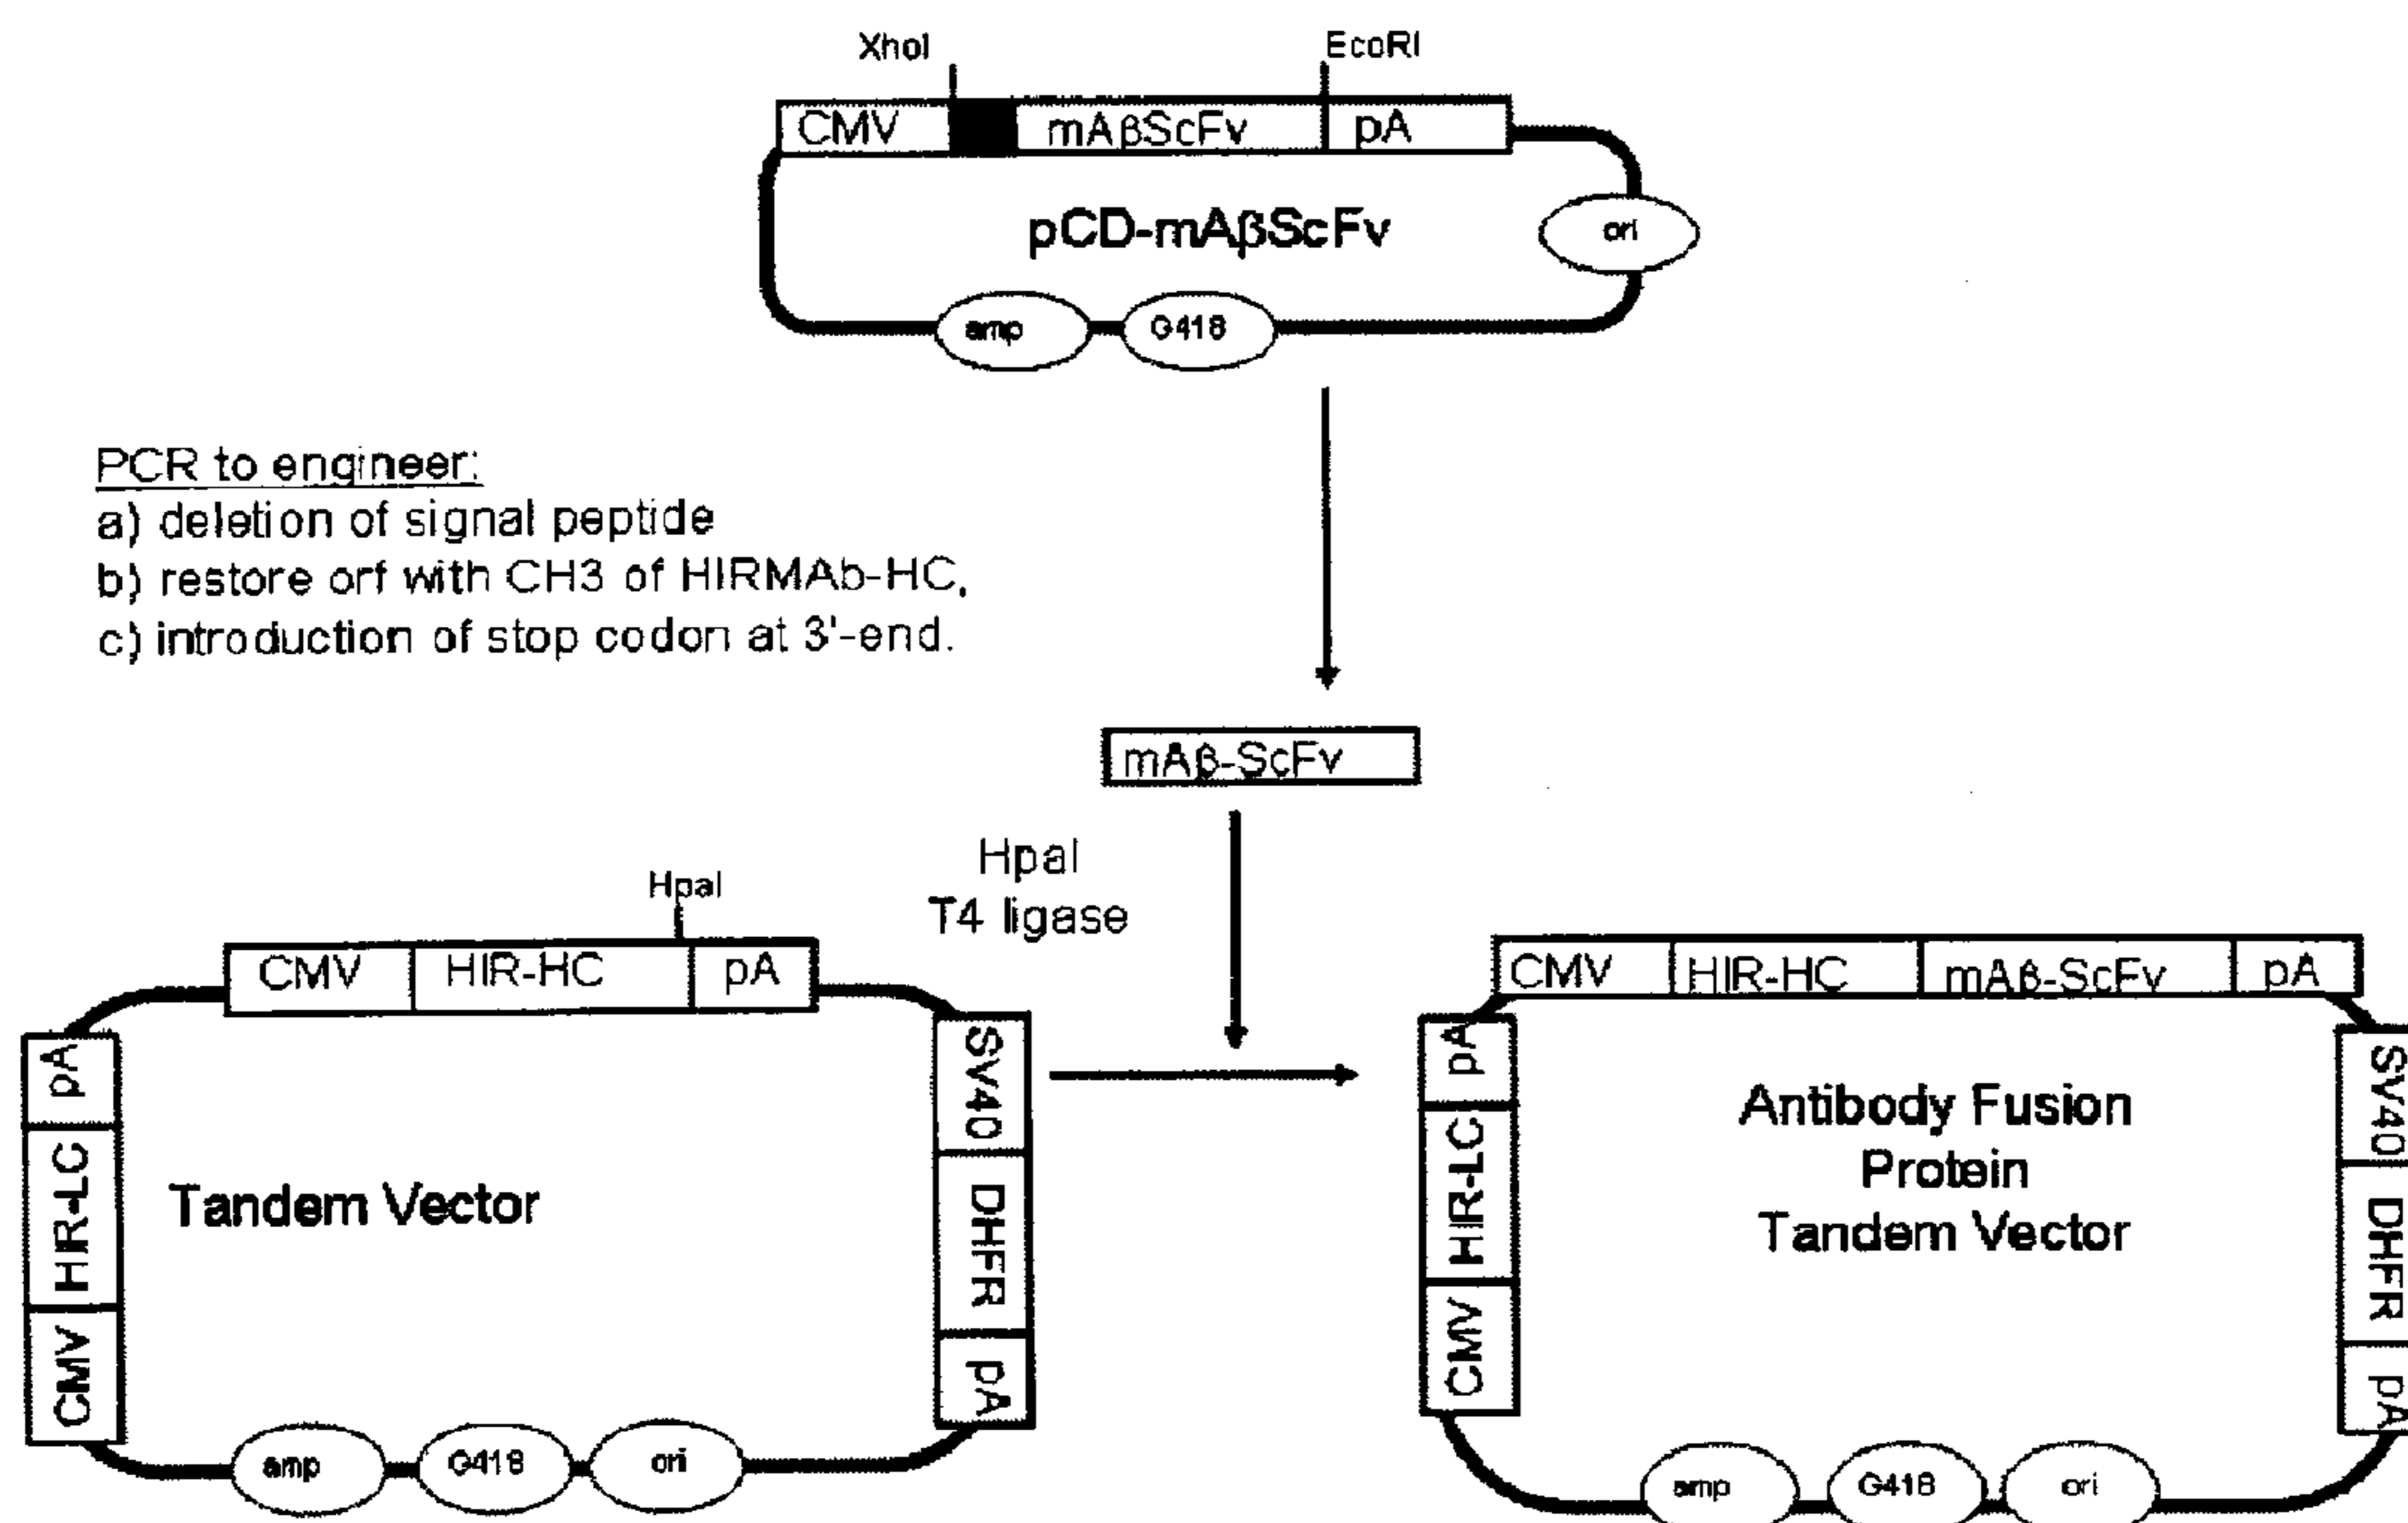 XhoI
EcoRI
CMV
mAβScFv
pA
pCD-mAβScFv
ori
amp
G418
PCR to engineer:
a) deletion of signal peptide
b) restore orf with CH3 of HIRMAb-HC,
c) introduction of stop codon at 3'-end.
mAβ-ScFv
HpaI
T4 ligase
HpaI
CMV
HIR-HC
pA
pA
HIR-LC
CMV
Tandem Vector
SV40
DHFR
pA
amp
G418
ori
CMV
HIR-HC
mAβ-ScFv
pA
pA
HIR-LC
CMV
Antibody Fusion
Protein
Tandem Vector
SV40
DHFR
pA
amp
G418
ori